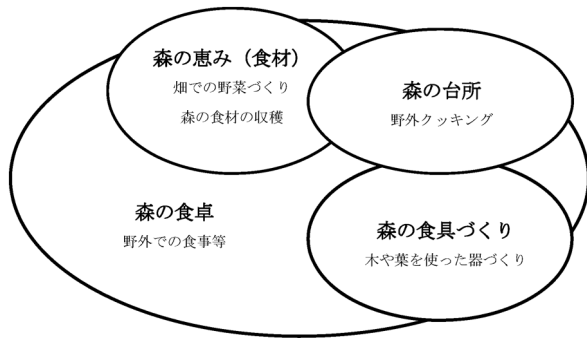 森の恵み（食材）
畑での野菜づくり
森の食材の収穫
森の台所
野外クッキング
森の食卓
野外での食事等
森の食具づくり
木や葉を使った器づくり